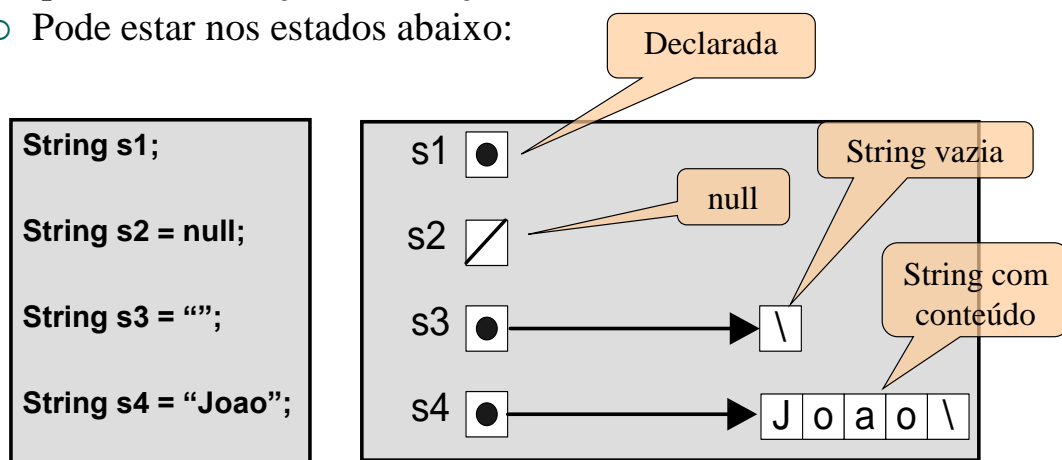 Pode estar nos estados abaixo:
Declarada
String s1;
s1
String vazia
null
String s2 = null;
s2
String com
conteúdo
String s3 = “”;
s3
\
String s4 = “Joao”;
s4
J o a o \